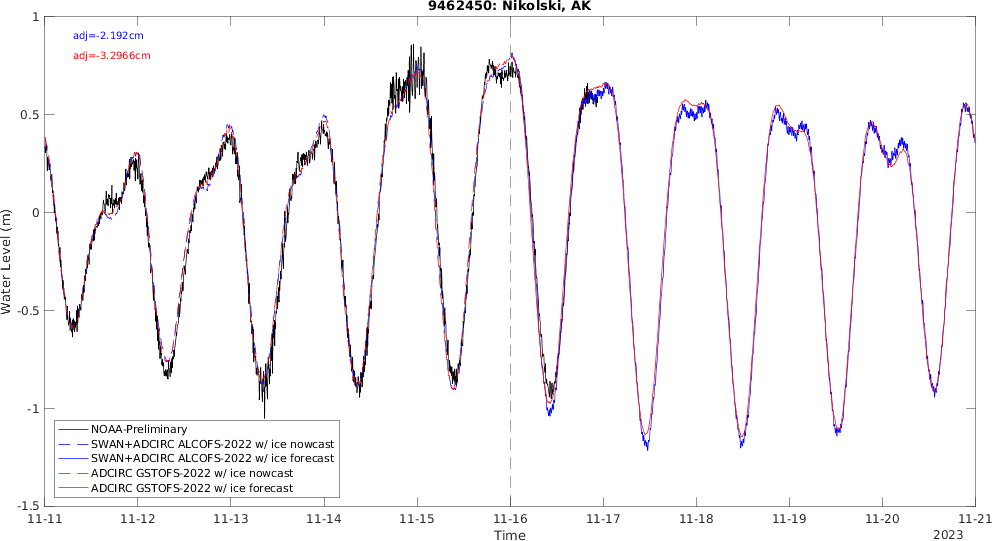 9462450: Nikolski, AK
adj=-2.192cm
adj=-3.2966cm
1
0.5
0
-0.5
-1
-1.5
Water Level (m)
NOAA-Preliminary
SWAN+ADCIRC ALCOFS-2022 w/ ice nowcast
SWAN+ADCIRC ALCOFS-2022 w/ ice forecast
ADCIRC GSTOFS-2022 w/ ice nowcast
ADCIRC GSTOFS-2022 w/ ice forecast
11-11 11-12 11-13 11-14 11-15 11-16 11-17 11-18 11-19 11-20 11-21
Time
2023